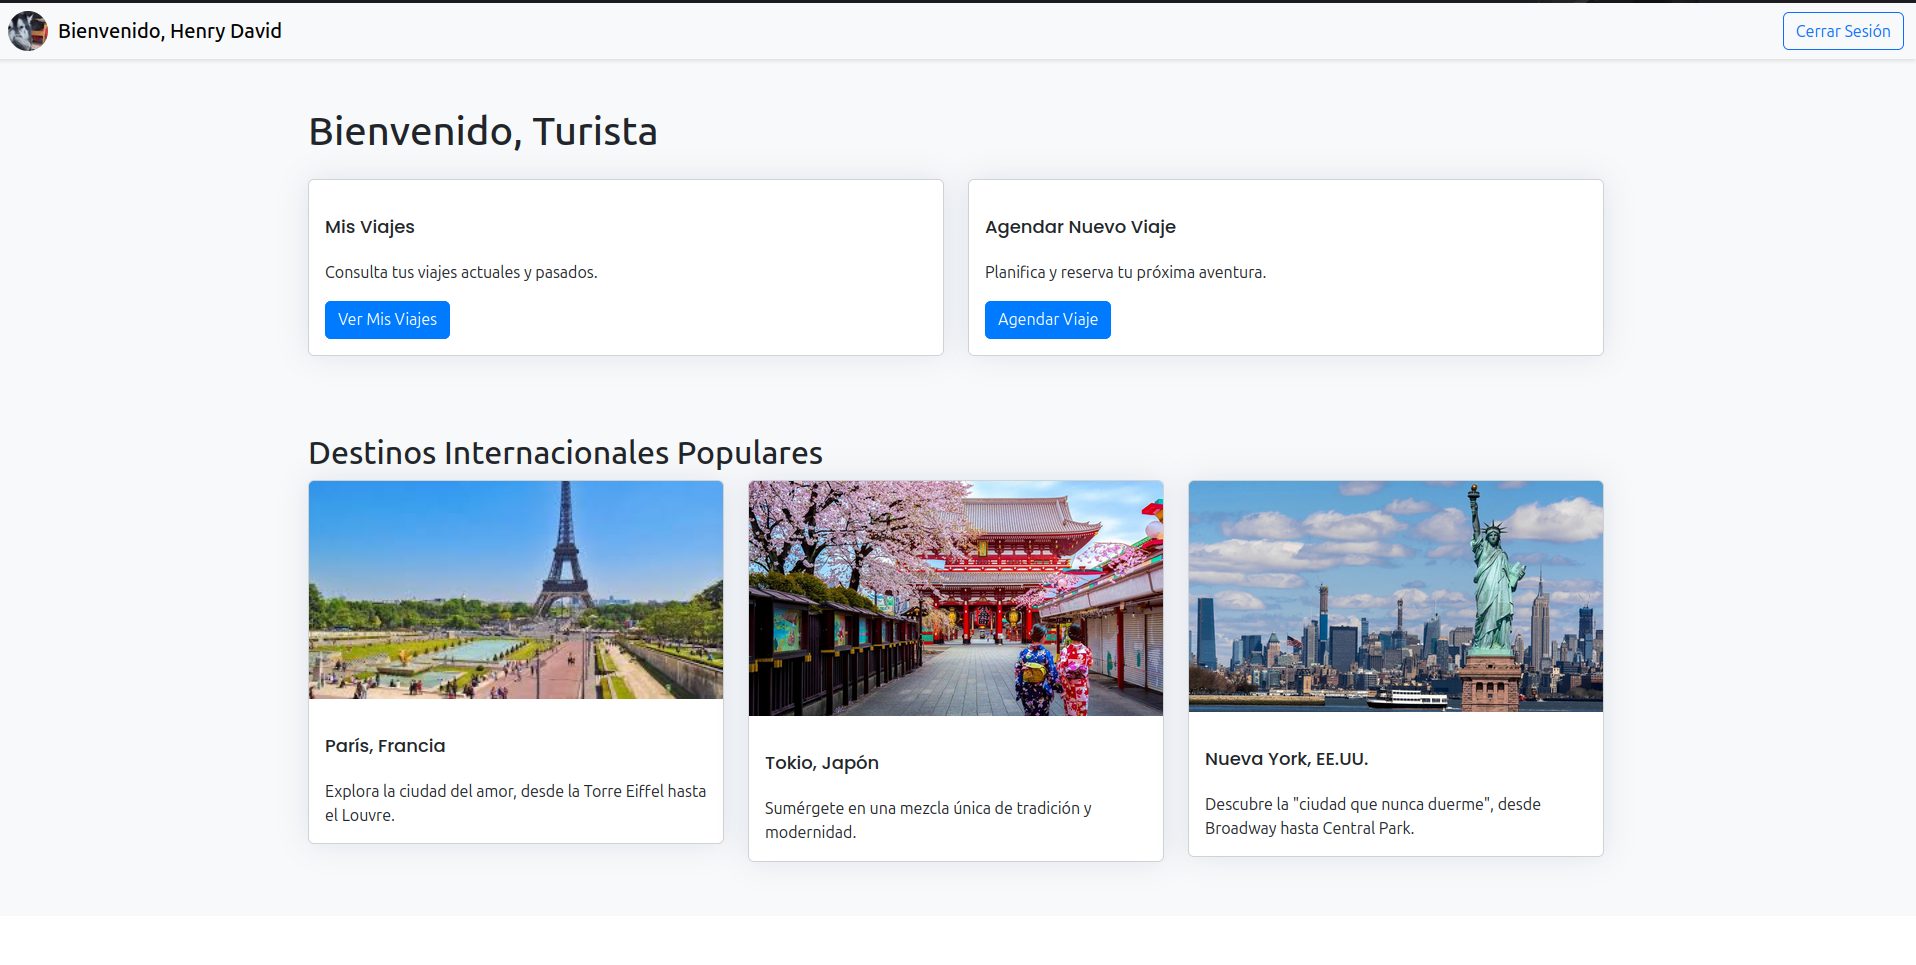 Bienvenido, Henry David
Cerrar Sesión
Bienvenido, Turista
Mis Viajes
Consulta tus viajes actuales y pasados.
Ver Mis Viajes
Agendar Nuevo Viaje
Planifica y reserva tu próxima aventura.
Agendar Viaje
Destinos Internacionales Populares
París, Francia
Explora la ciudad del amor, desde la Torre Eiffel hasta
el Louvre.
Tokio, Japón
Sumérgete en una mezcla única de tradición y
modernidad.
Nueva York, EE.UU.
Descubre la "ciudad que nunca duerme", desde
Broadway hasta Central Park.